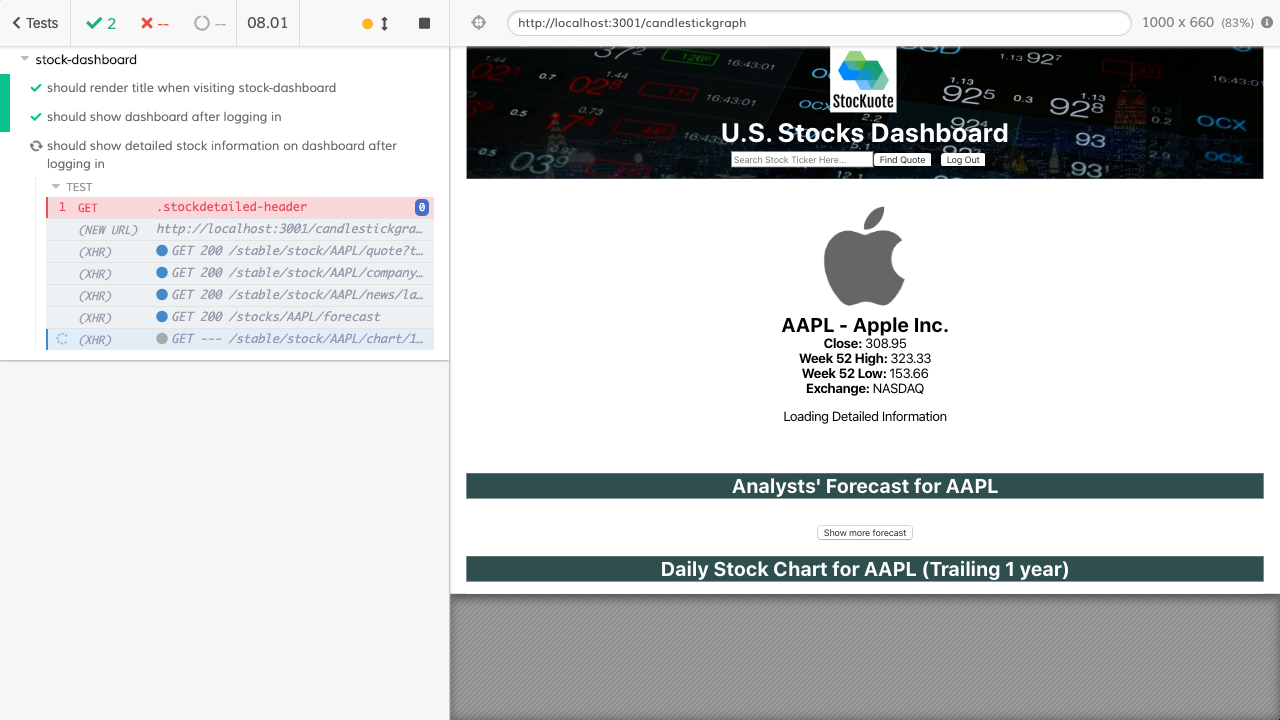 Tests
2
--
--
08.01
http://localhost:3001/candlestickgraph
1000 x 660 (83%)
stock-dashboard
should render title when visiting stock-dashboard
should show dashboard after logging in
should show detailed stock information on dashboard after
logging in
TEST
1 GET .stockdetailed-header 0
(NEW URL) http://localhost:3001/candlestickgra…
(XHR) GET 200 /stable/stock/AAPL/quote?t…
(XHR) GET 200 /stable/stock/AAPL/company…
(XHR) GET 200 /stable/stock/AAPL/news/la…
(XHR) GET 200 /stocks/AAPL/forecast
(XHR) GET --- /stable/stock/AAPL/chart/1…
StockUote
U.S. Stocks Dashboard
Search Stock Ticker Here...
Find Quote
Log Out
AAPL - Apple Inc.
Close: 308.95
Week 52 High: 323.33
Week 52 Low: 153.66
Exchange: NASDAQ
Loading Detailed Information
Analysts' Forecast for AAPL
Show more forecast
Daily Stock Chart for AAPL (Trailing 1 year)